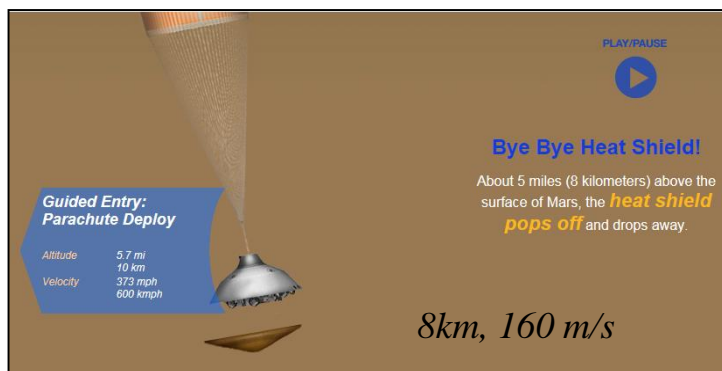 PLAY/PAUSE
Bye Bye Heat Shield!
About 5 miles (8 kilometers) above the
surface of Mars, the heat shield
pops off and drops away.
Guided Entry:
Parachute Deploy
Altitude 5.7 mi
10 km
Velocity 373 mph
600 kmph
8km, 160 m/s